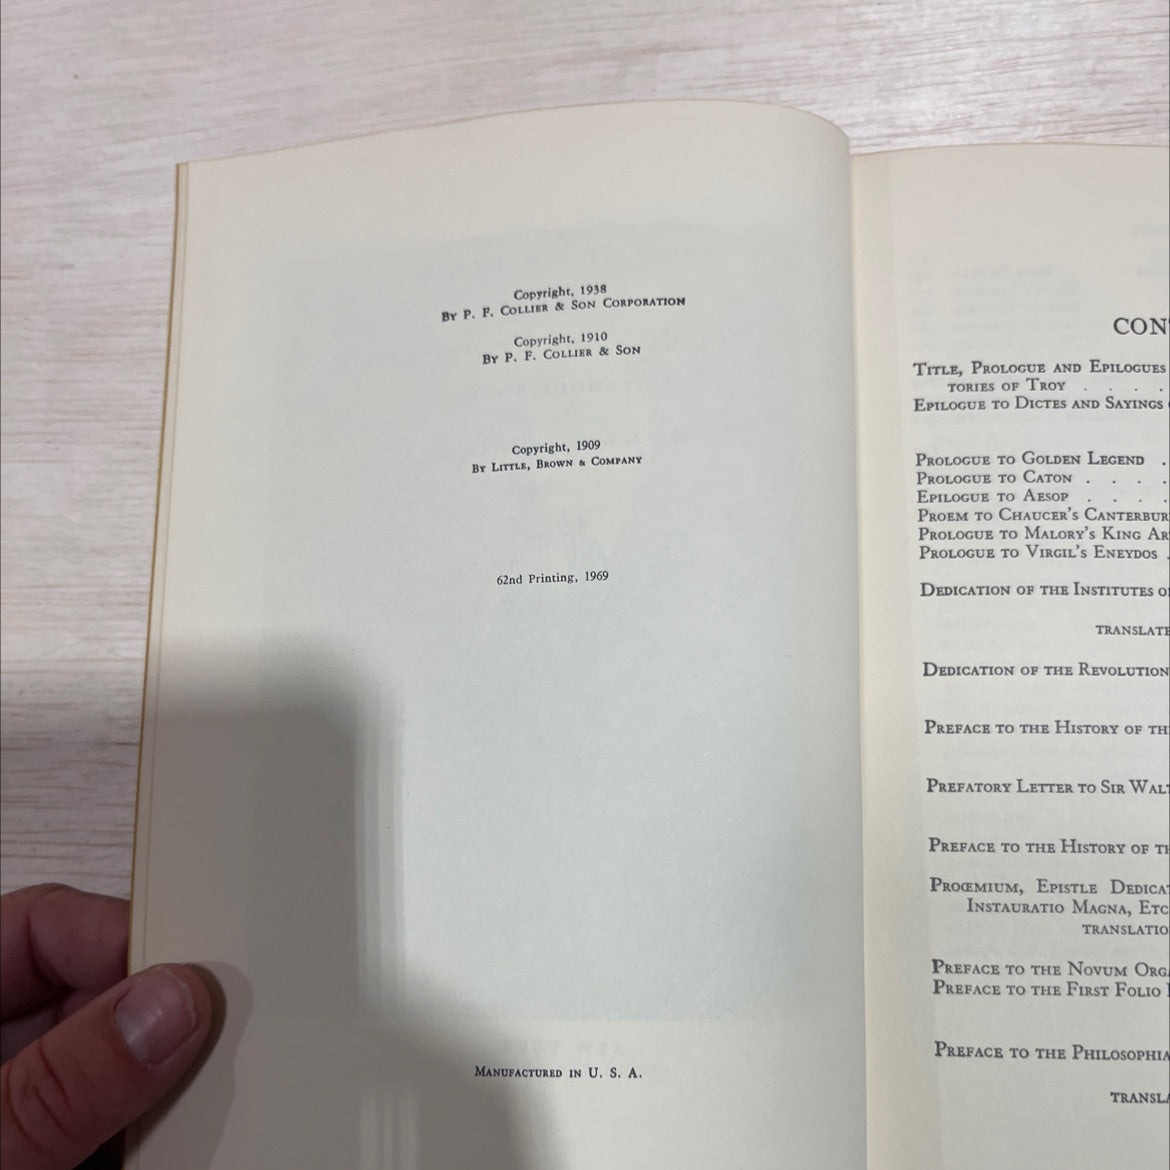 Copyright, 1938
By P. F. Collier & Son Corporation
Copyright, 1910
By P. F. Collier & Son
Copyright, 1909
By Little, Brown & Company
62nd Printing, 1969
Manufactured in U. S. A.
CON
Title, Prologue and Epilogues
tories of Troy . . . .
Epilogue to Dictes and Sayings
Prologue to Golden Legend .
Prologue to Caton . . . .
Epilogue to Aesop . . . .
Proem to Chaucer's Canterbur
Prologue to Malory's King Ar
Prologue to Virgil's Eneydos .
Dedication of the Institutes o
translate
Dedication of the Revolution
Preface to the History of th
Prefatory Letter to Sir Wal
Preface to the History of th
Proœmium, Epistle Dedica
Instauratio Magna, Etc
translatio
Preface to the Novum Org
Preface to the First Folio
Preface to the Philosophia
transla